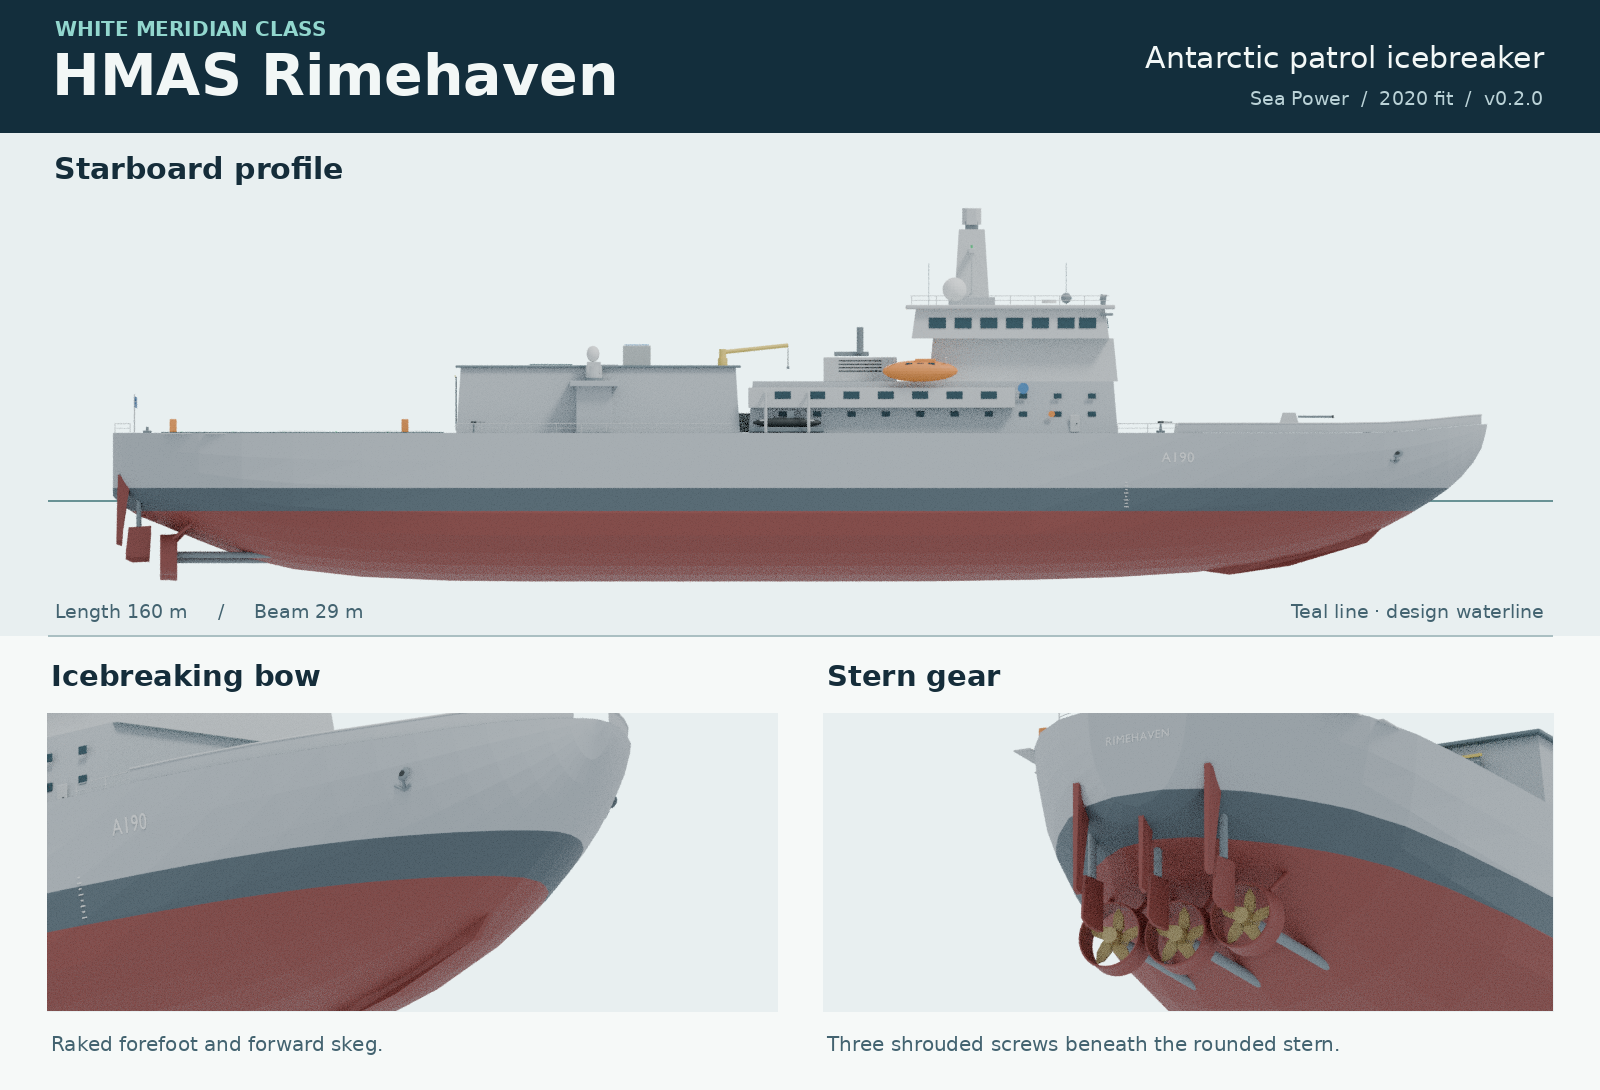 WHITE MERIDIAN CLASS
HMAS Rimehaven
Antarctic patrol icebreaker
Sea Power / 2020 fit / v0.2.0
Starboard profile
A190
Length 160 m / Beam 29 m
Teal line · design waterline
Icebreaking bow
Stern gear
A190
RIMEHAVEN
Raked forefoot and forward skeg.
Three shrouded screws beneath the rounded stern.